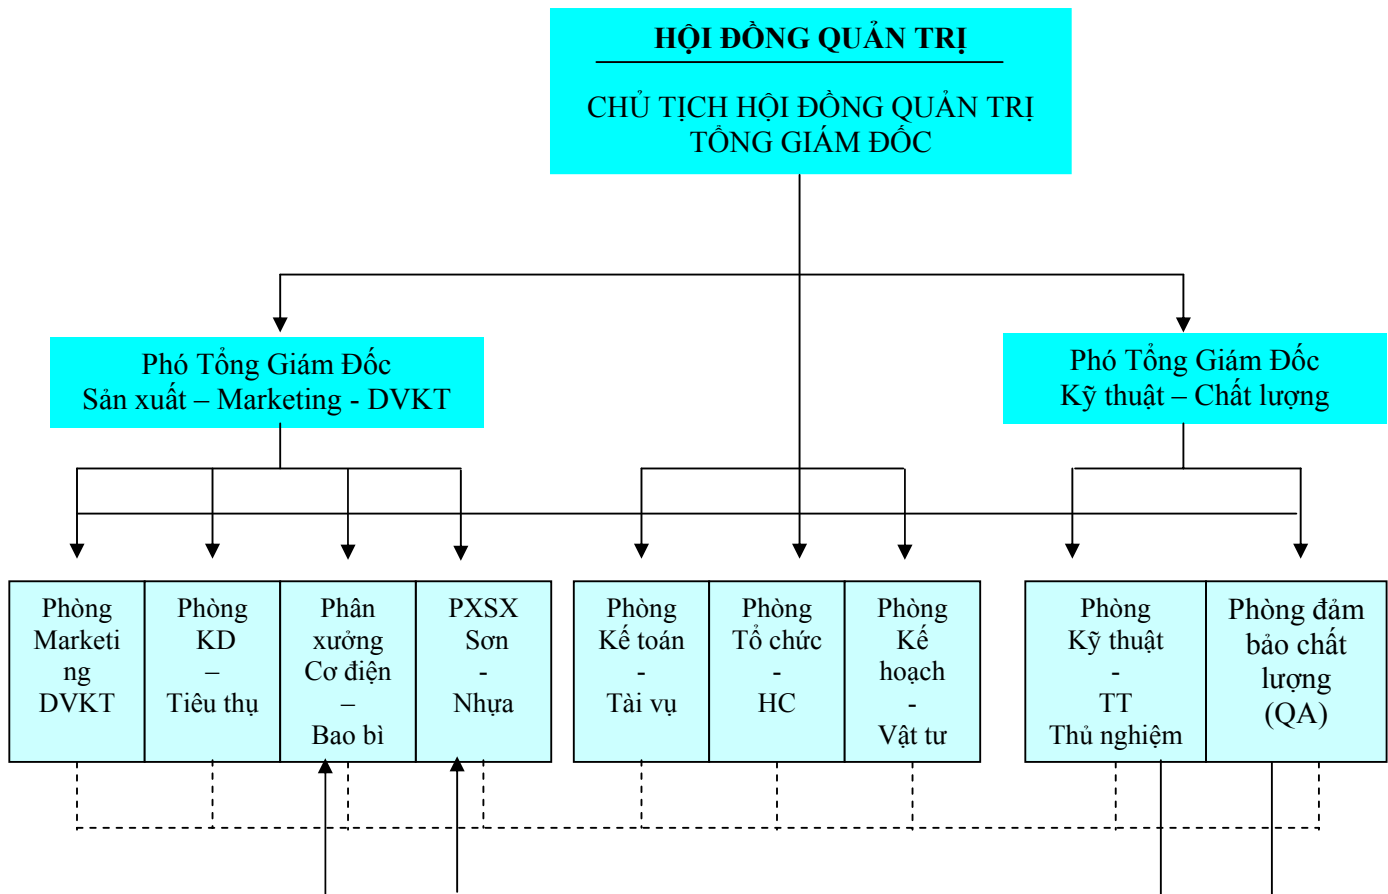 HỘI ĐỒNG QUẢN TRỊ
CHỦ TỊCH HỘI ĐỒNG QUẢN TRỊ
TỔNG GIÁM ĐỐC
Phó Tổng Giám Đốc
Sản xuất – Marketing - DVKT
Phó Tổng Giám Đốc
Kỹ thuật – Chất lượng
Phòng
Marketi
ng
DVKT
Phòng
KD
–
Tiêu thụ
Phân
xưởng
Cơ điện
–
Bao bì
PXSX
Sơn
-
Nhựa
Phòng
Kế toán
-
Tài vụ
Phòng
Tổ chức
-
HC
Phòng
Kế
hoạch
-
Vật tư
Phòng
Kỹ thuật
-
TT
Thủ nghiệm
Phòng đảm
bảo chất
lượng
(QA)